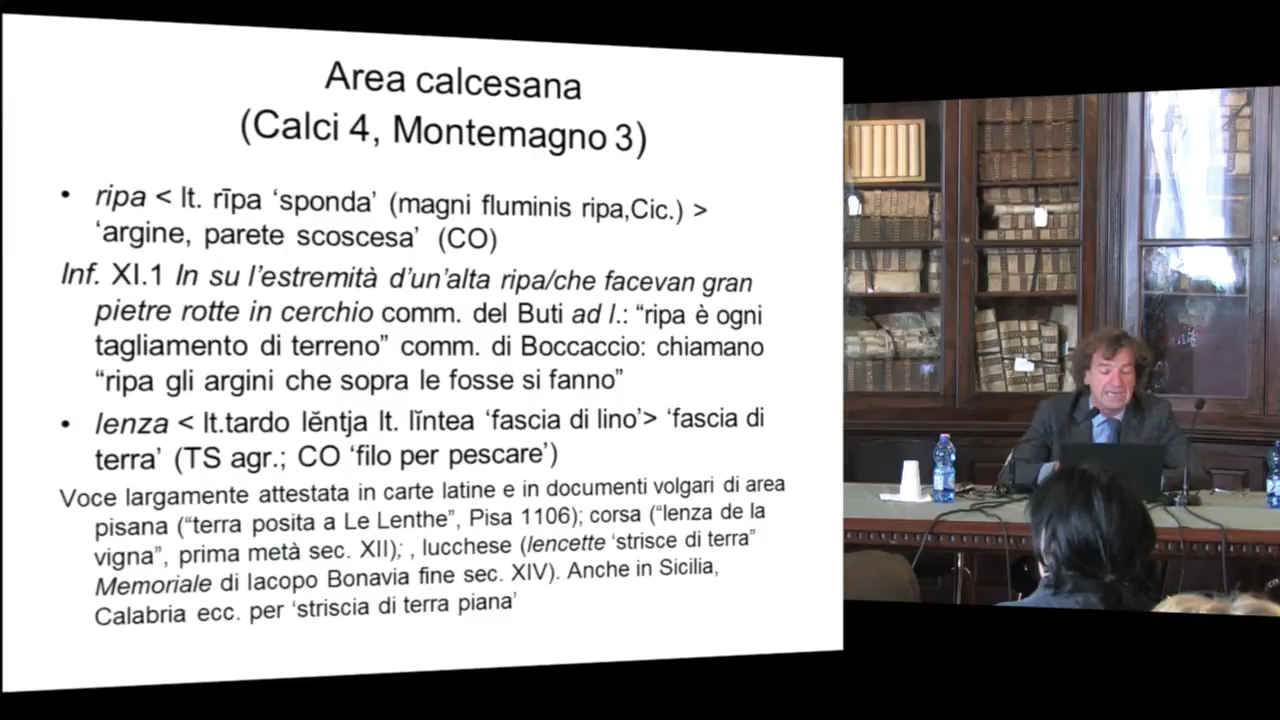 Area calcesana
(Calci 4, Montemagno 3)
• ripa < lt. rīpa ‘sponda’ (magni fluminis ripa,Cic.) >
‘argine, parete scoscesa’ (CO)
Inf. XI.1 In su l’estremità d’un’alta ripa/che facevan gran
pietre rotte in cerchio comm. del Buti ad l.: “ripa è ogni
tagliamento di terreno” comm. di Boccaccio: chiamano
“ripa gli argini che sopra le fosse si fanno”
• lenza < lt.tardo lĕntja lt. lĭntea ‘fascia di lino’> ‘fascia di
terra’ (TS agr.; CO ‘filo per pescare’)
Voce largamente attestata in carte latine e in documenti volgari di area
pisana (“terra posita a Le Lenthe”, Pisa 1106); corsa (“lenza de la
vigna”, prima metà sec. XII); , lucchese (lencette ‘strisce di terra”
Memoriale di Iacopo Bonavia fine sec. XIV). Anche in Sicilia,
Calabria ecc. per ‘striscia di terra piana’